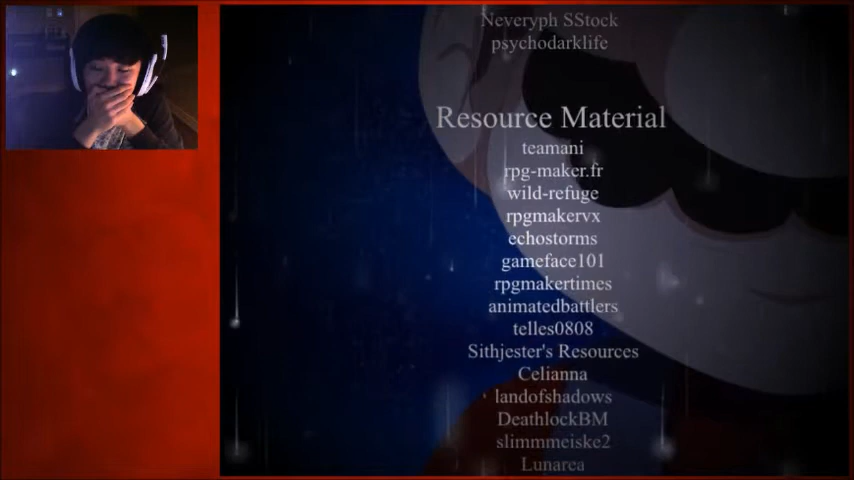 Neveryph SStock
psychodarklife
Resource Material
teamani
rpg-maker.fr
wild-refuge
rpgmakervx
echostorms
gameface101
rpgmakertimes
animatedbattlers
telles0808
Sithjester's Resources
Celianna
landofshadows
DeathlockBM
slimmmeiske2
Lunarea